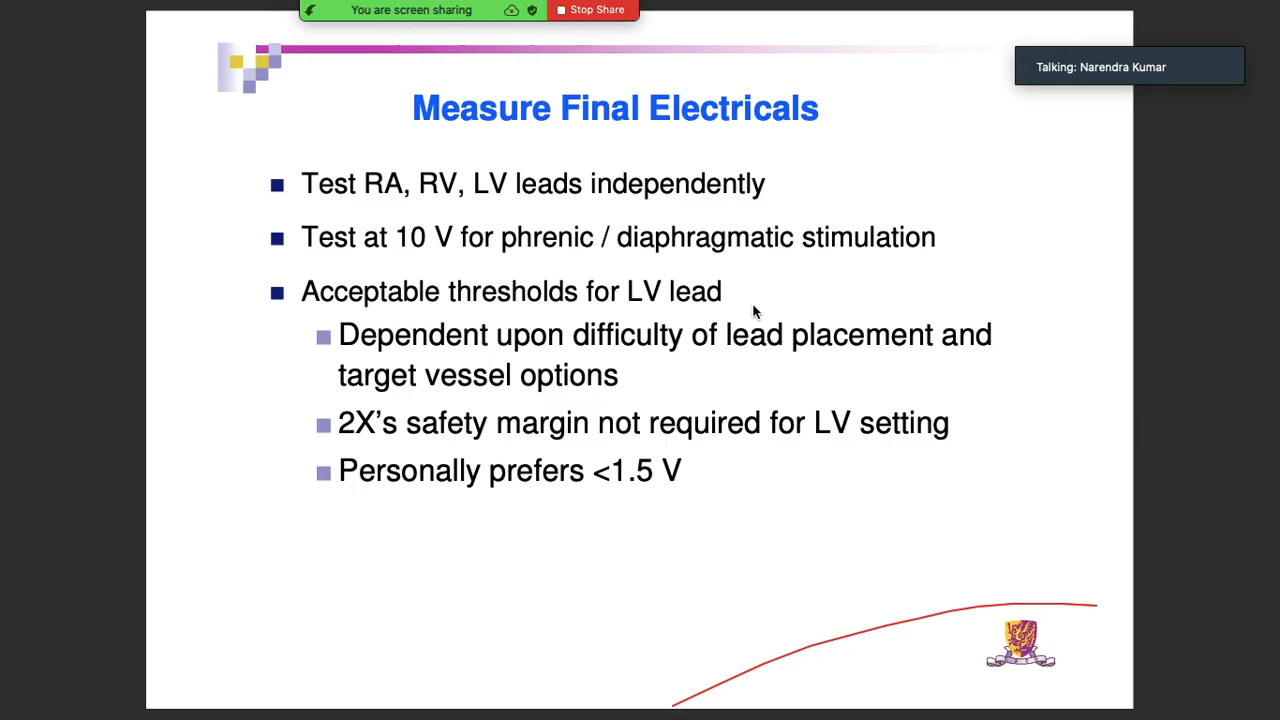 You are screen sharing
Stop Share
Talking: Narendra Kumar
Measure Final Electricals
Test RA, RV, LV leads independently
Test at 10 V for phrenic / diaphragmatic stimulation
Acceptable thresholds for LV lead
Dependent upon difficulty of lead placement and
target vessel options
2X’s safety margin not required for LV setting
Personally prefers <1.5 V